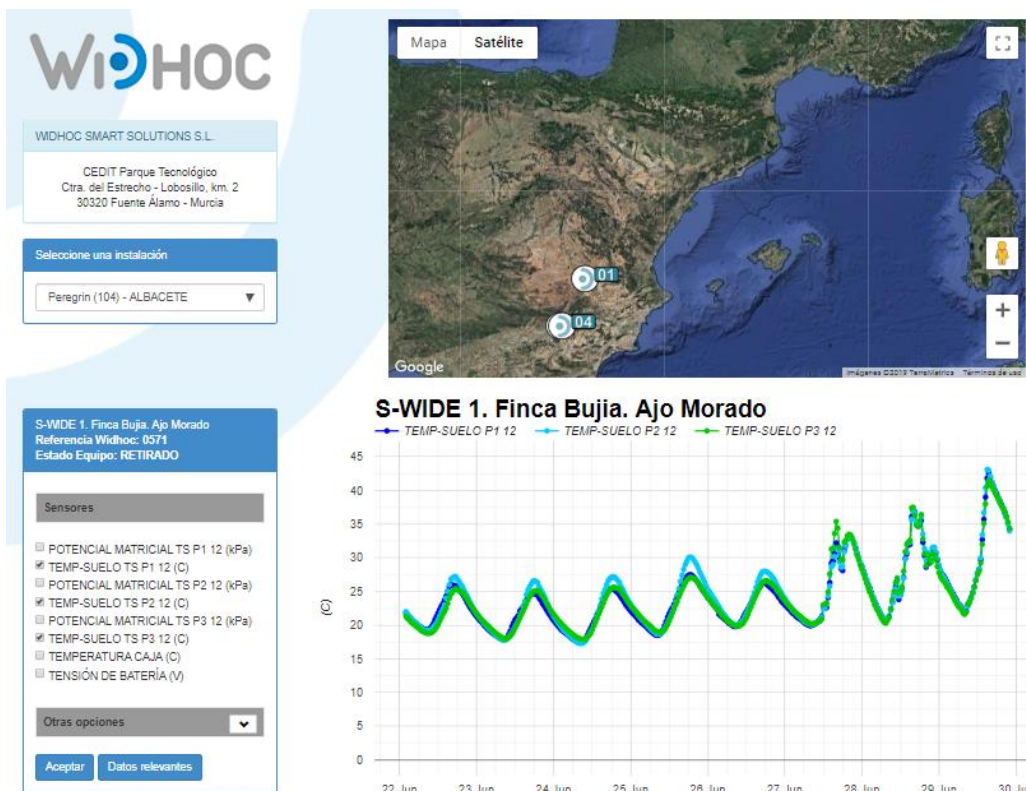 WiDHOC
WIDHOC SMART SOLUTIONS S.L.
CEDIT Parque Tecnológico
Ctra. del Estrecho - Lobosillo, km. 2
30320 Fuente Álamo - Murcia
Seleccione una instalación
Peregrin (104) - ALBACETE
Mapa Satélite
01
04
Google
Imágenes ©2019 TerraMetrics Términos de uso
S-WIDE 1. Finca Bujia. Ajo Morado
Referencia Widhoc: 0571
Estado Equipo: RETIRADO
Sensores
POTENCIAL MATRICIAL TS P1 12 (kPa)
TEMP-SUELO TS P1 12 (C)
POTENCIAL MATRICIAL TS P2 12 (kPa)
TEMP-SUELO TS P2 12 (C)
POTENCIAL MATRICIAL TS P3 12 (kPa)
TEMP-SUELO TS P3 12 (C)
TEMPERATURA CAJA (C)
TENSIÓN DE BATERÍA (V)
Otras opciones
Aceptar Datos relevantes
S-WIDE 1. Finca Bujia. Ajo Morado
TEMP-SUELO P1 12 TEMP-SUELO P2 12 TEMP-SUELO P3 12
45
40
35
30
25
20
15
10
5
0
(C)
22 Jun 23 Jun 24 Jun 25 Jun 26 Jun 27 Jun 28 Jun 29 Jun 30